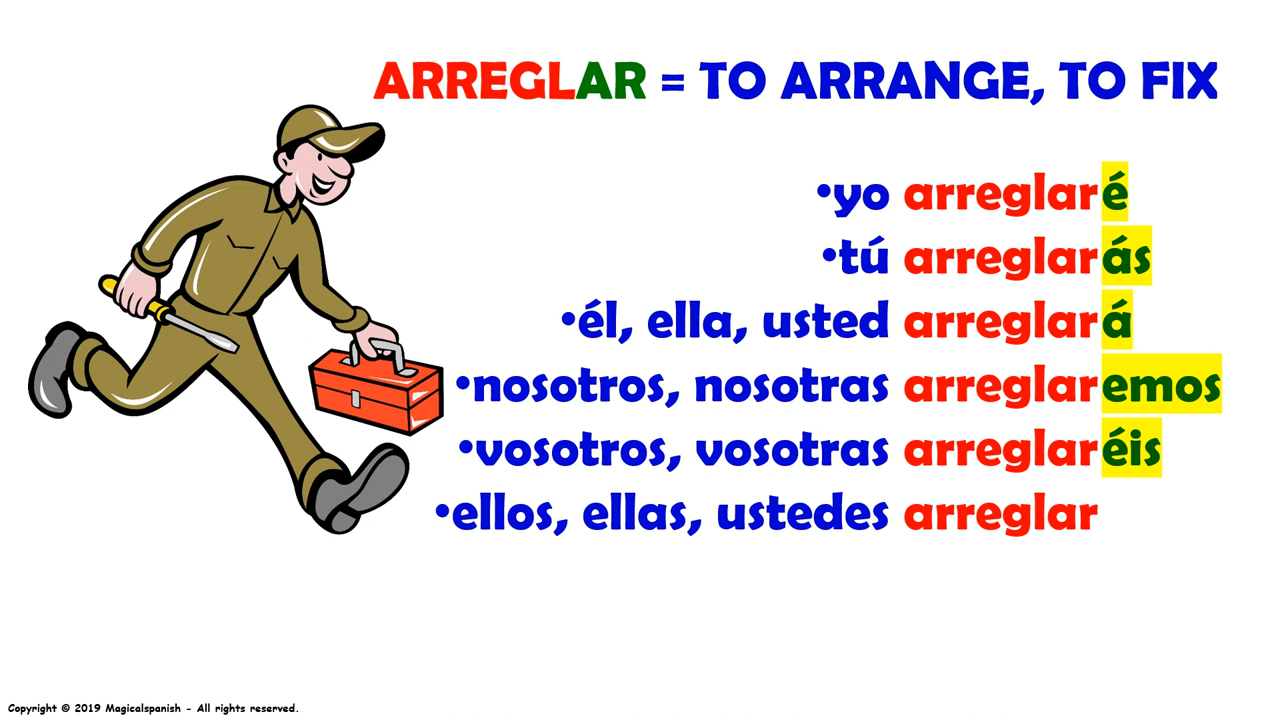 ARREGLAR = TO ARRANGE, TO FIX
•yo arreglaré
•tú arreglarás
•él, ella, usted arreglará
•nosotros, nosotras arreglaremos
•vosotros, vosotras arreglaréis
•ellos, ellas, ustedes arreglar
Copyright © 2019 Magicalspanish - All rights reserved.